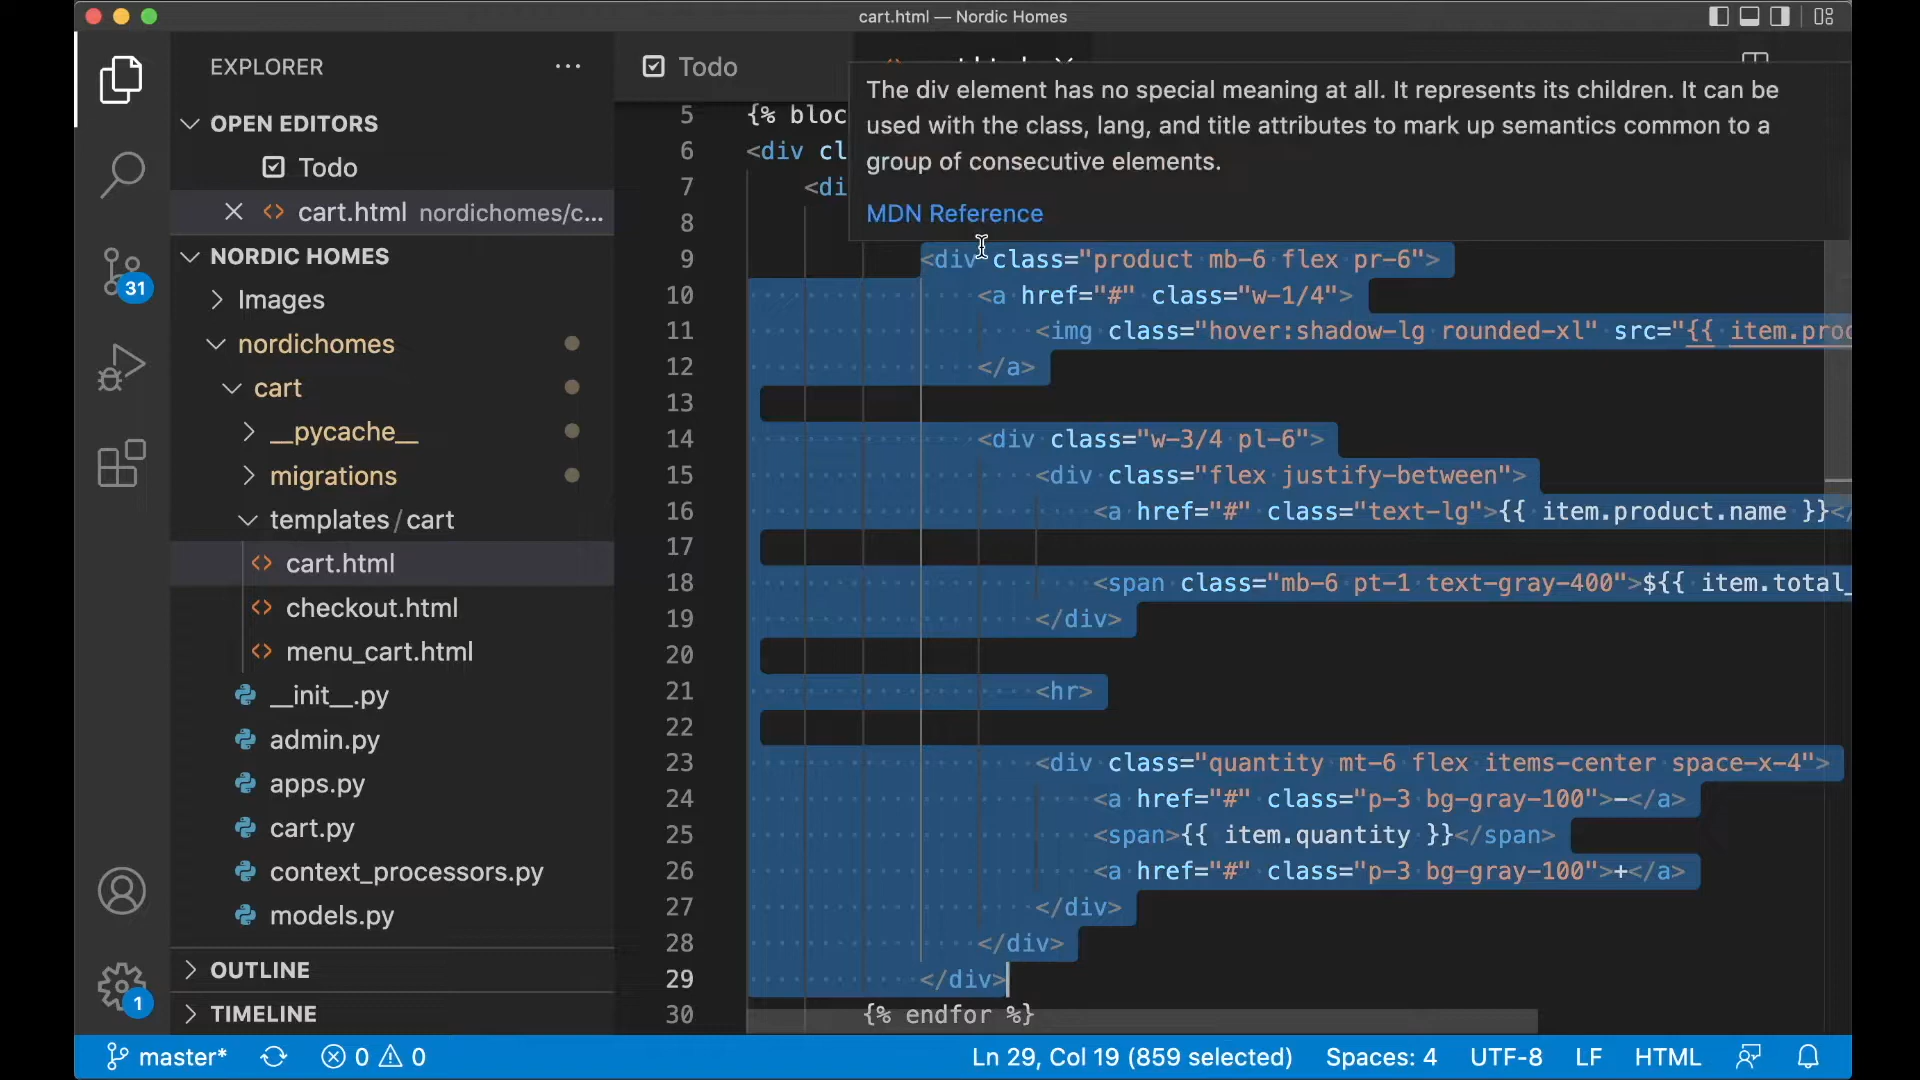 cart.html — Nordic Homes
EXPLORER
OPEN EDITORS
Todo
cart.html nordichomes/c...
NORDIC HOMES
Images
nordichomes
cart
__pycache__
migrations
templates / cart
cart.html
checkout.html
menu_cart.html
__init__.py
admin.py
apps.py
cart.py
context_processors.py
models.py
OUTLINE
TIMELINE
31
1
Todo
The div element has no special meaning at all. It represents its children. It can be
used with the class, lang, and title attributes to mark up semantics common to a
group of consecutive elements.
MDN Reference
5 {% bloc
6 <div cl
7 <di
8
9 <div class="product mb-6 flex pr-6">
10 <a href="#" class="w-1/4">
11 <img class="hover:shadow-lg rounded-xl" src="{{ item.proc
12 </a>
13
14 <div class="w-3/4 pl-6">
15 <div class="flex justify-between">
16 <a href="#" class="text-lg">{{ item.product.name }}</
17
18 <span class="mb-6 pt-1 text-gray-400">${{ item.total_
19 </div>
20
21 <hr>
22
23 <div class="quantity mt-6 flex items-center space-x-4">
24 <a href="#" class="p-3 bg-gray-100">-</a>
25 <span>{{ item.quantity }}</span>
26 <a href="#" class="p-3 bg-gray-100">+</a>
27 </div>
28 </div>
29 </div>
30 {% endfor %}
master* 0 0 Ln 29, Col 19 (859 selected) Spaces: 4 UTF-8 LF HTML